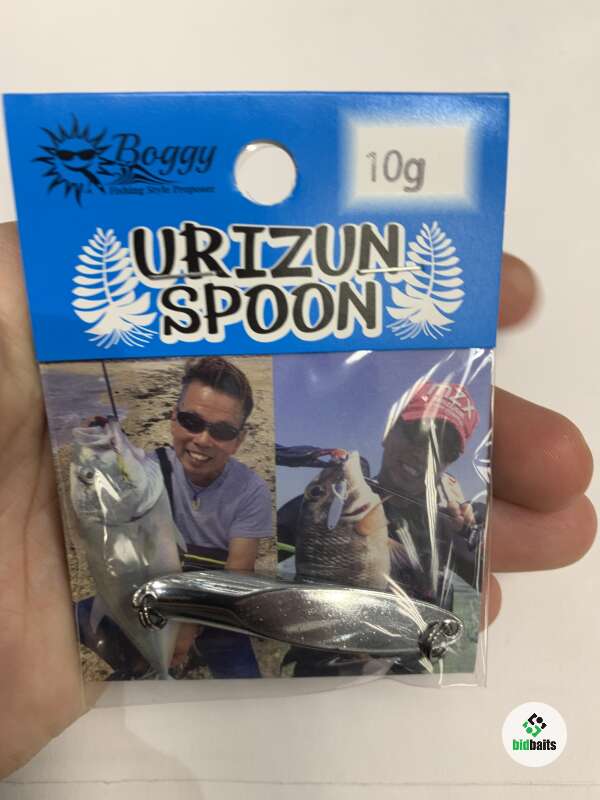 Boggy
Fishing Style Proposer
10g
URIZUN
SPOON
bidbaits